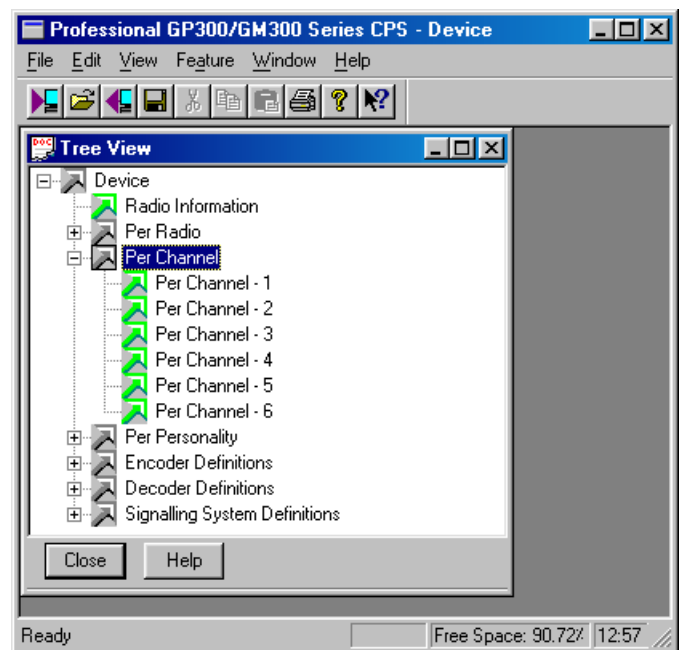 Professional GP300/GM300 Series CPS - Device
File Edit View Feature Window Help
DOC Tree View
Device
Radio Information
Per Radio
Per Channel
Per Channel - 1
Per Channel - 2
Per Channel - 3
Per Channel - 4
Per Channel - 5
Per Channel - 6
Per Personality
Encoder Definitions
Decoder Definitions
Signalling System Definitions
Close Help
Ready Free Space: 90.72% 12:57